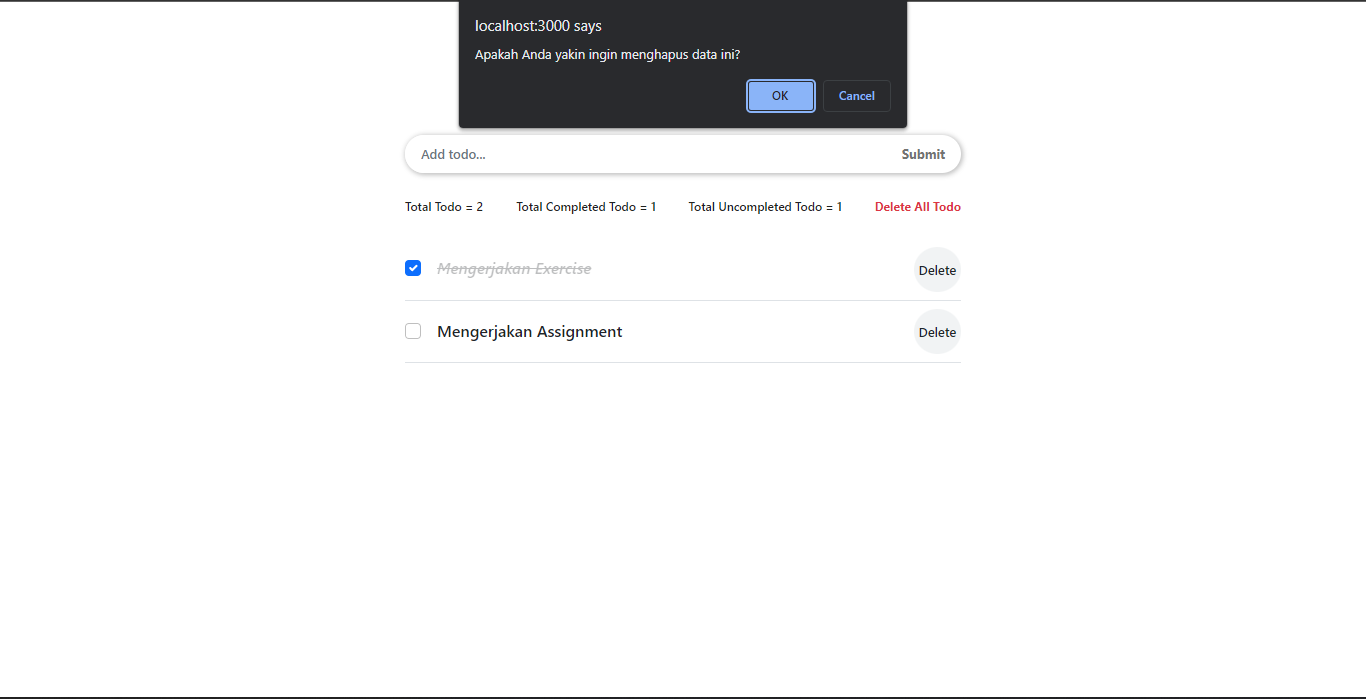 localhost:3000 says
Apakah Anda yakin ingin menghapus data ini?
OK Cancel
Add todo... Submit
Total Todo = 2 Total Completed Todo = 1 Total Uncompleted Todo = 1 Delete All Todo
Mengerjakan Exercise Delete
Mengerjakan Assignment Delete